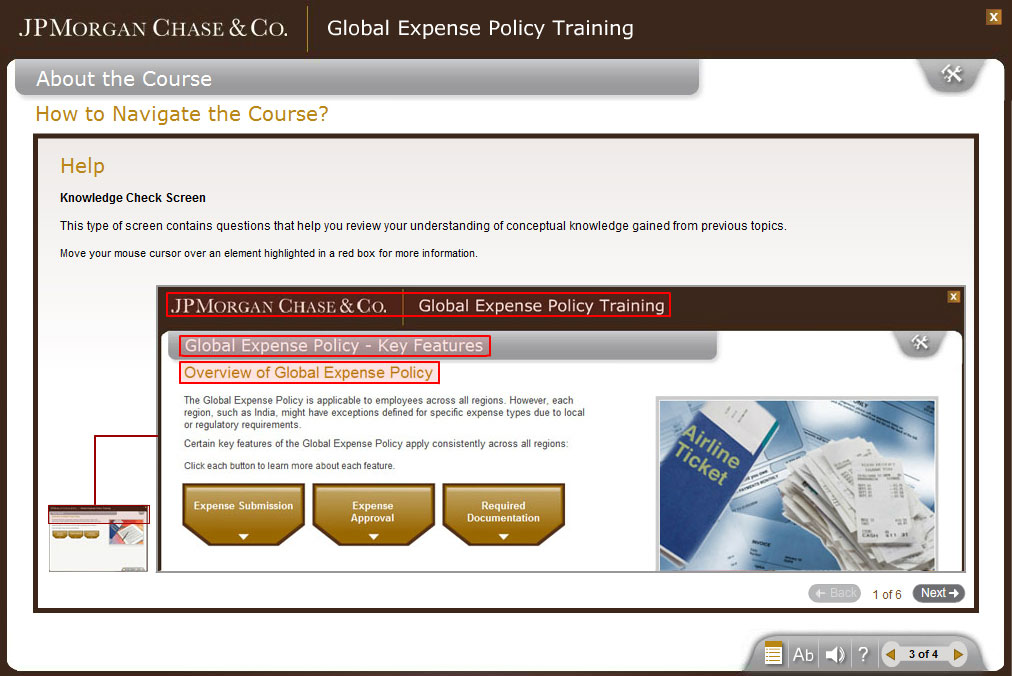 JPMORGAN CHASE & CO.
Global Expense Policy Training
X
About the Course
How to Navigate the Course?
Help
Knowledge Check Screen
This type of screen contains questions that help you review your understanding of conceptual knowledge gained from previous topics.
Move your mouse cursor over an element highlighted in a red box for more information.
JPMORGAN CHASE & CO.
Global Expense Policy Training
X
Global Expense Policy - Key Features
Overview of Global Expense Policy
The Global Expense Policy is applicable to employees across all regions. However, each
region, such as India, might have exceptions defined for specific expense types due to local
or regulatory requirements.
Certain key features of the Global Expense Policy apply consistently across all regions:
Click each button to learn more about each feature.
Expense Submission
Expense
Approval
Required
Documentation
Airline
Ticket
INVOICE
Back
1 of 6
Next
Ab
?
3 of 4